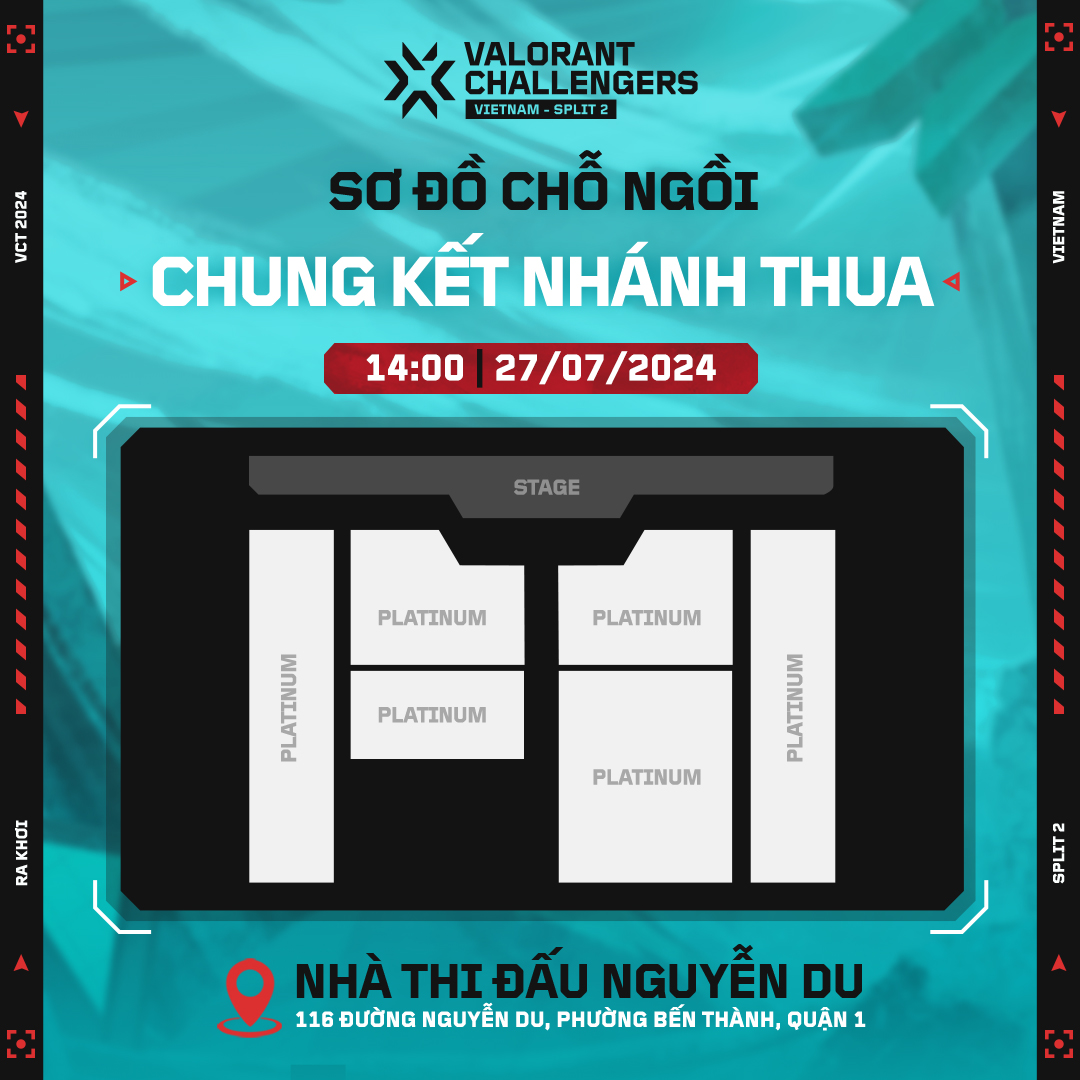 VALORANT
CHALLENGERS
VIETNAM - SPLIT 2
SƠ ĐỒ CHỖ NGỒI
CHUNG KẾT NHÁNH THUA
14:00 | 27/07/2024
VCT 2024
VIETNAM
STAGE
PLATINUM
PLATINUM
PLATINUM
PLATINUM
PLATINUM
PLATINUM
RA KHƠI
SPLIT 2
NHÀ THI ĐẤU NGUYỄN DU
116 ĐƯỜNG NGUYỄN DU, PHƯỜNG BẾN THÀNH, QUẬN 1